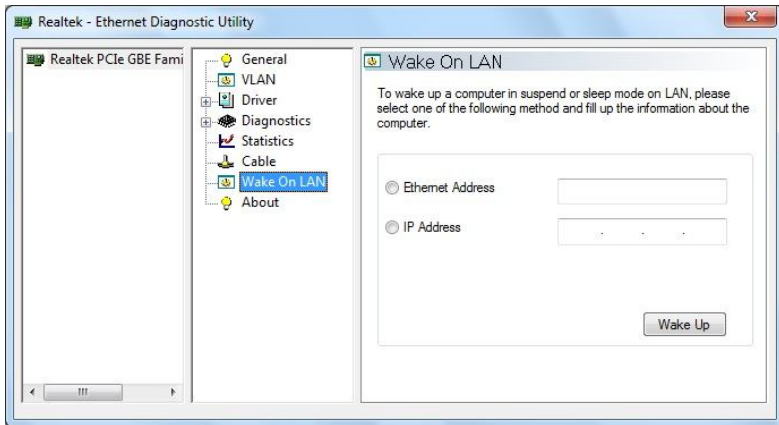 Realtek - Ethernet Diagnostic Utility
Realtek PCIe GBE Fami
General
VLAN
Driver
Diagnostics
Statistics
Cable
Wake On LAN
About
Wake On LAN
To wake up a computer in suspend or sleep mode on LAN, please
select one of the following method and fill up the information about the
computer.
Ethernet Address
IP Address
. . .
Wake Up